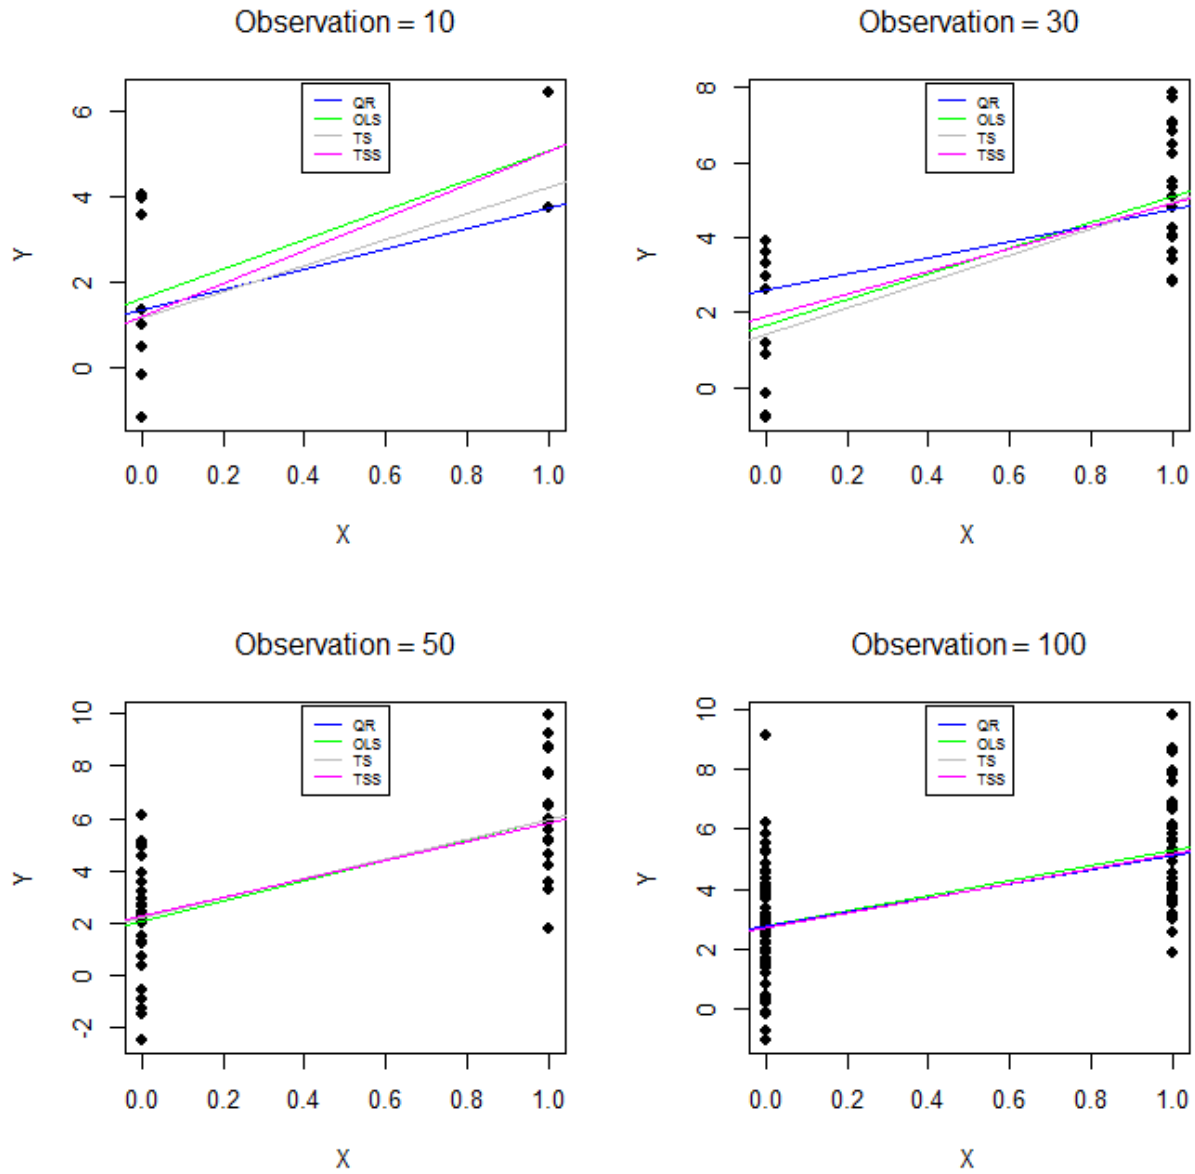 Observation = 10
6
4
2
0
Y
QR
OLS
TS
TSS
0.0 0.2 0.4 0.6 0.8 1.0
X
Observation = 30
8
6
4
2
0
Y
QR
OLS
TS
TSS
0.0 0.2 0.4 0.6 0.8 1.0
X
Observation = 50
10
8
6
4
2
0
-2
Y
QR
OLS
TS
TSS
0.0 0.2 0.4 0.6 0.8 1.0
X
Observation = 100
10
8
6
4
2
0
Y
QR
OLS
TS
TSS
0.0 0.2 0.4 0.6 0.8 1.0
X